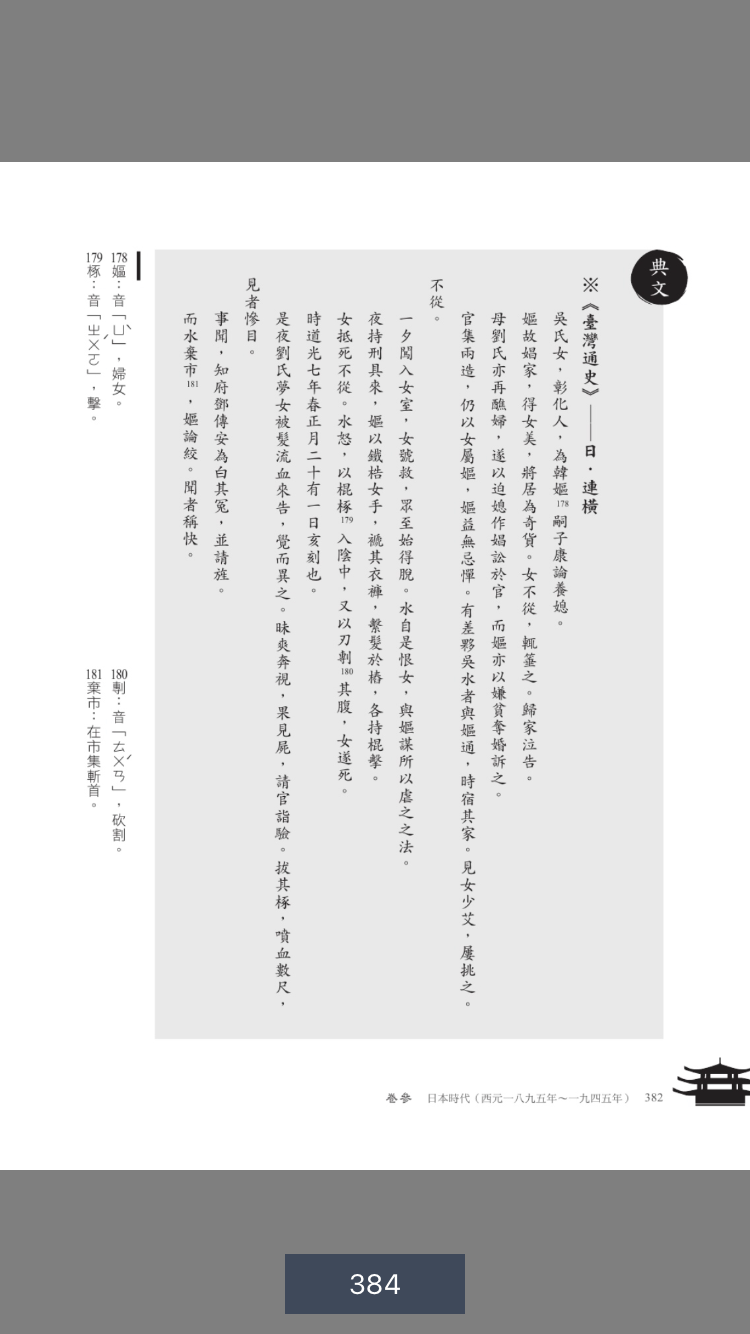 典文
※《臺灣通史》——日．連橫
吳氏女，彰化人，為韓嫗178嗣子康論養媳。
嫗故娼家，得女美，將居為奇貨。女不從，輒箠之。歸家泣告。
母劉氏亦再醮婦，遂以迫媳作娼訟於官，而嫗亦以嫌貧奪婚訴之。
官集兩造，仍以女屬嫗，嫗益無忌憚。有差夥吳水者與嫗通，時宿其家。見女少艾，屢挑之。
不從。
一夕闖入女室，女號救，眾至始得脫。水自是恨女，與嫗謀所以虐之之法。
夜持刑具來，嫗以鐵梏女手，褫其衣褲，繫髮於樁，各持棍擊。
女抵死不從。水怒，以棍椓179入陰中，又以刃剸180其腹，女遂死。
時道光七年春正月二十有一日亥刻也。
是夜劉氏夢女被髮流血來告，覺而異之。昧爽奔視，果見屍，請官詣驗。拔其椓，噴血數尺，
見者慘目。
事聞，知府鄧傳安為白其冤，並請旌。
而水棄市181，嫗論絞。聞者稱快。
178嫗：音「ㄩˋ」，婦女。
179椓：音「ㄓㄨㄛˊ」，擊。
180剸：音「ㄊㄨㄢˊ」，砍割。
181棄市：在市集斬首。
卷參 日本時代（西元一八九五年～一九四五年） 382
384